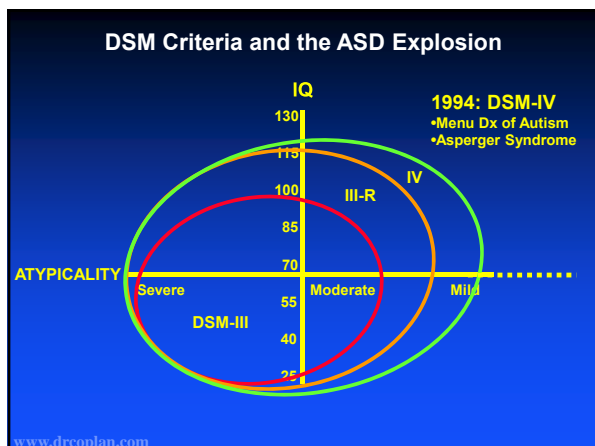 DSM Criteria and the ASD Explosion
IQ
1994: DSM-IV
•Menu Dx of Autism
•Asperger Syndrome
130
115
100
85
70
55
40
25
IV
III-R
ATYPICALITY
Severe
Moderate
Mild
DSM-III
www.drcoplan.com